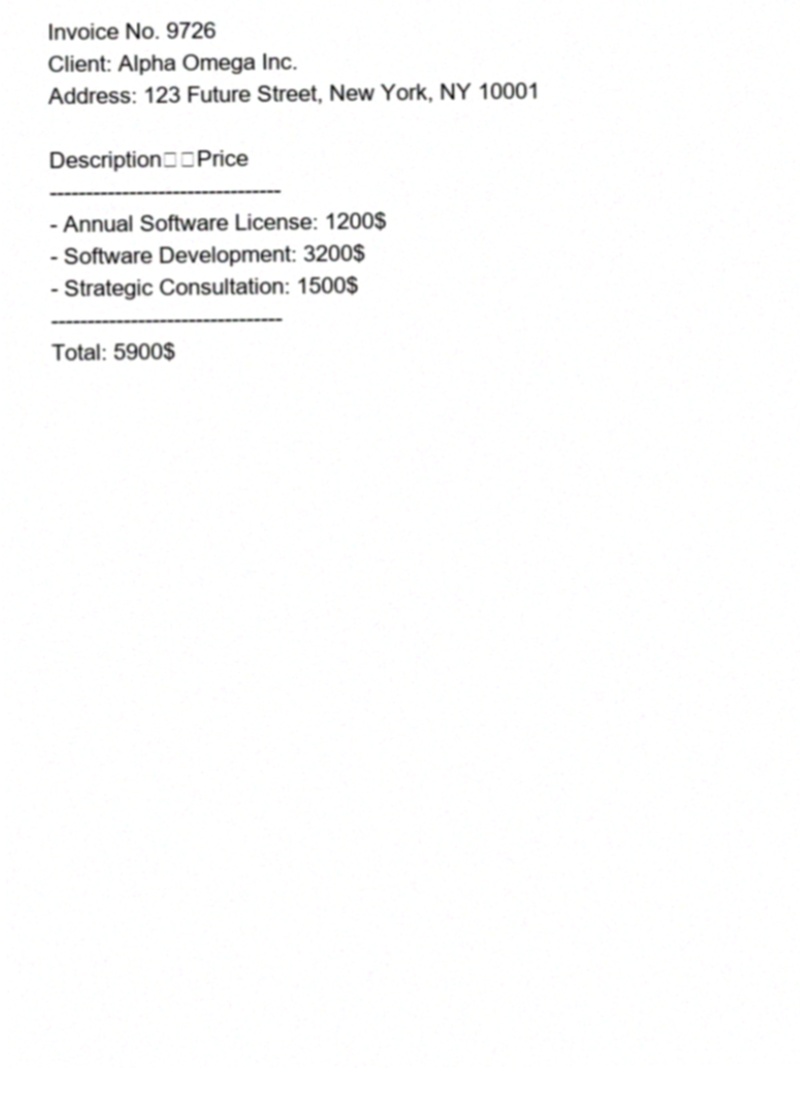 Invoice No. 9726
Client: Alpha Omega Inc.
Address: 123 Future Street, New York, NY 10001
Description□□Price
--------------------------------
- Annual Software License: 1200$
- Software Development: 3200$
- Strategic Consultation: 1500$
--------------------------------
Total: 5900$